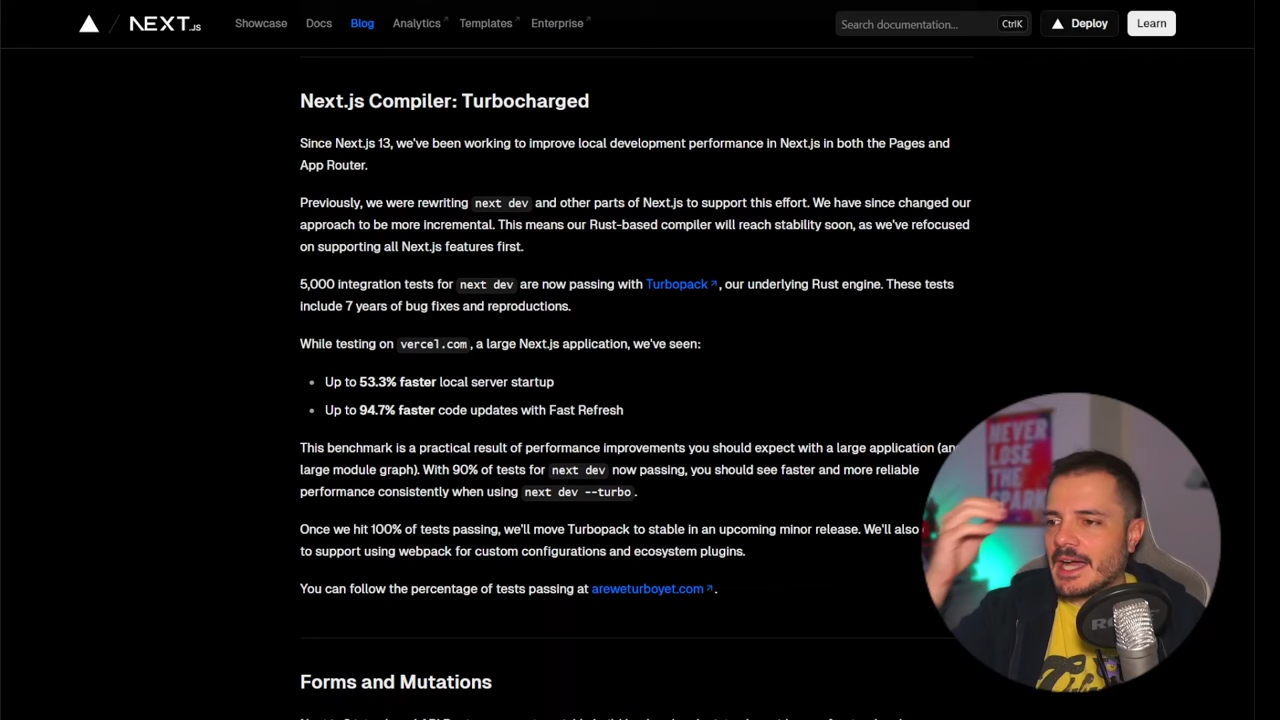 NEXT.JS
Showcase Docs Blog Analytics Templates Enterprise
Search documentation... CtrlK
Deploy
Learn
Next.js Compiler: Turbocharged
Since Next.js 13, we've been working to improve local development performance in Next.js in both the Pages and
App Router.
Previously, we were rewriting next dev and other parts of Next.js to support this effort. We have since changed our
approach to be more incremental. This means our Rust-based compiler will reach stability soon, as we've refocused
on supporting all Next.js features first.
5,000 integration tests for next dev are now passing with Turbopack, our underlying Rust engine. These tests
include 7 years of bug fixes and reproductions.
While testing on vercel.com, a large Next.js application, we've seen:
• Up to 53.3% faster local server startup
• Up to 94.7% faster code updates with Fast Refresh
This benchmark is a practical result of performance improvements you should expect with a large application
large module graph). With 90% of tests for next dev now passing, you should see faster and more reliable
performance consistently when using next dev --turbo.
Once we hit 100% of tests passing, we'll move Turbopack to stable in an upcoming minor release. We'll also
to support using webpack for custom configurations and ecosystem plugins.
You can follow the percentage of tests passing at areweturboyet.com.
NEVER
LOSE
THE
SPARK
Forms and Mutations